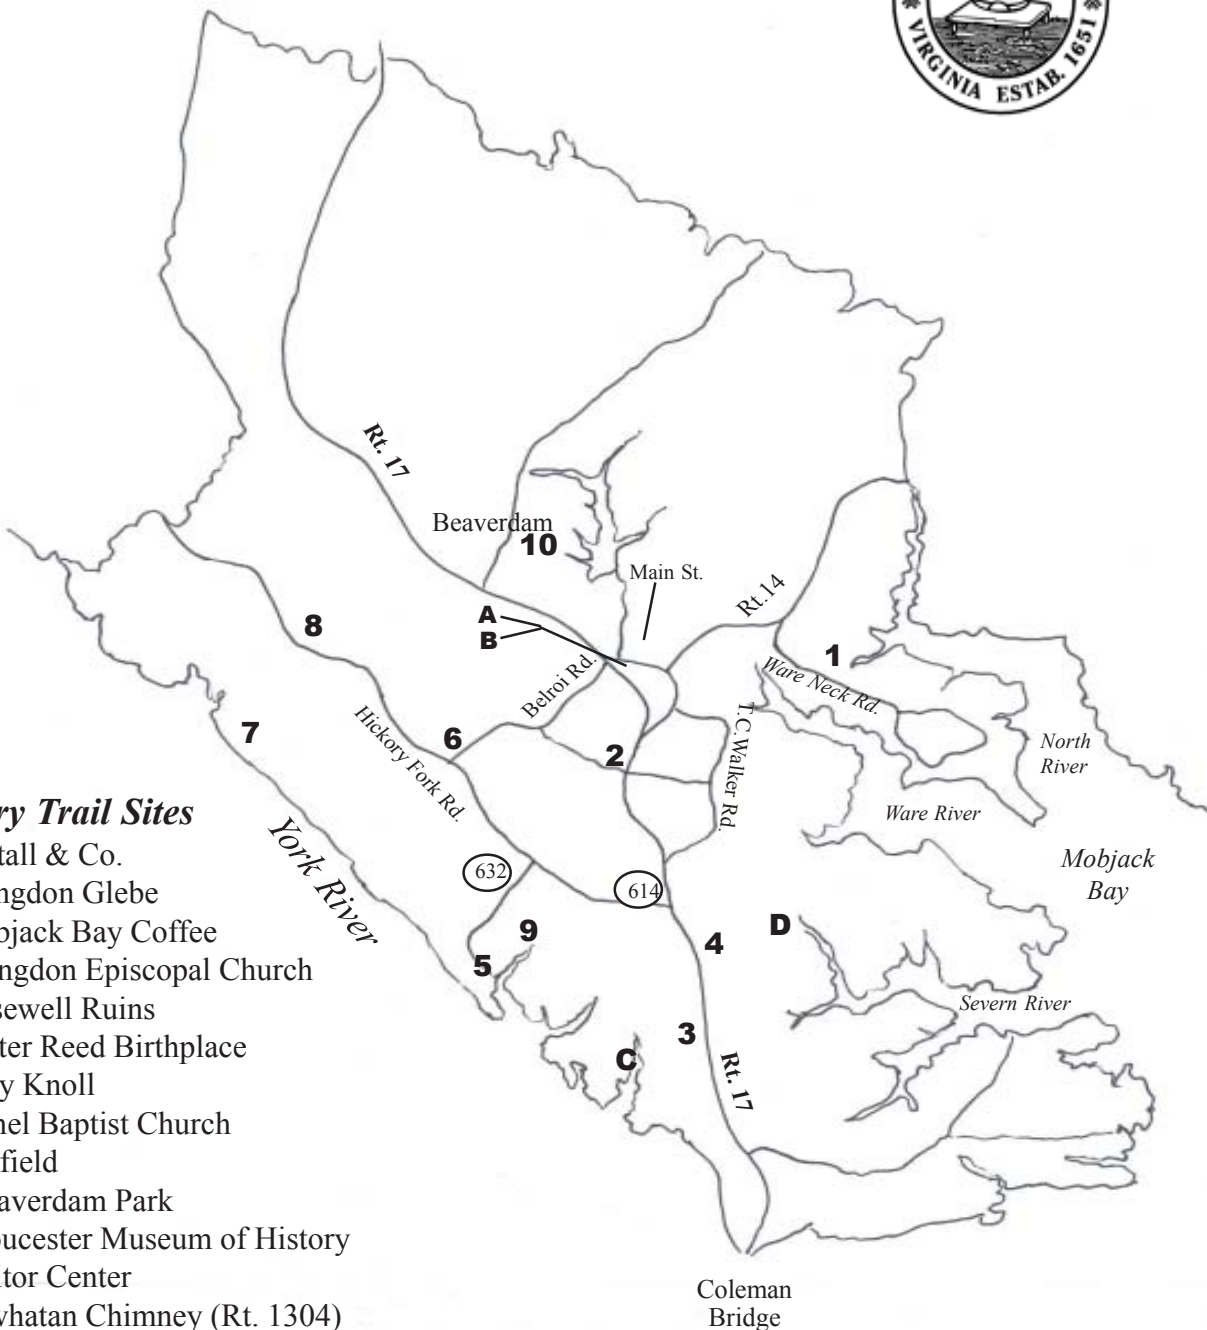 VIRGINIA ESTAB. 1651
Rt. 17
Beaverdam
10
Main St.
A
B
Rt.14
8
1
Belroi Rd.
Ware Neck Rd.
7
6
Hickory Fork Rd.
2
T.C.Walker Rd.
North
River
Ware River
Mobjack
Bay
York River
632
614
9
5
4
D
Severn River
3
C
Rt. 17
Coleman
Bridge
ry Trail Sites
tall & Co.
ngdon Glebe
bjack Bay Coffee
ngdon Episcopal Church
sewell Ruins
ter Reed Birthplace
y Knoll
hel Baptist Church
field
averdam Park
ucester Museum of History
itor Center
whatan Chimney (Rt. 1304)